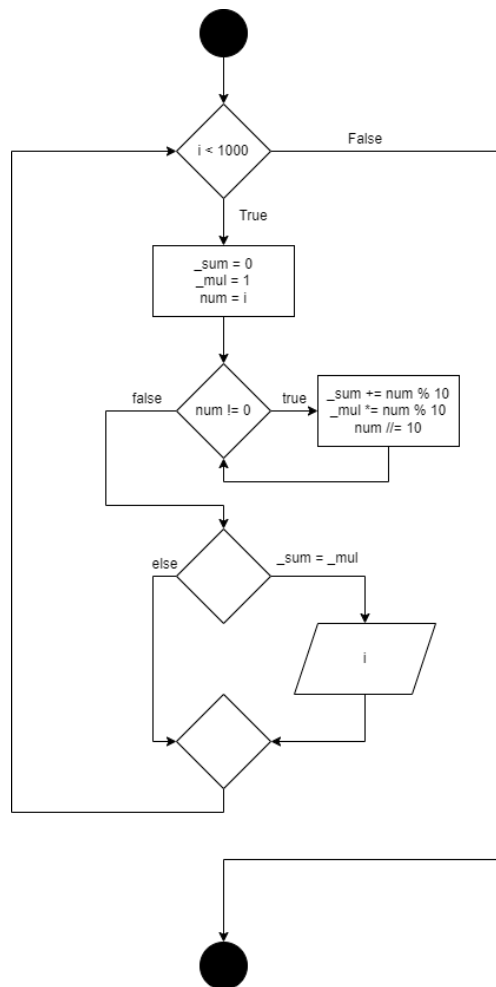 i < 1000
False
True
_sum = 0
_mul = 1
num = i
false
num != 0
true
_sum += num % 10
_mul *= num % 10
num //= 10
else
_sum = _mul
i